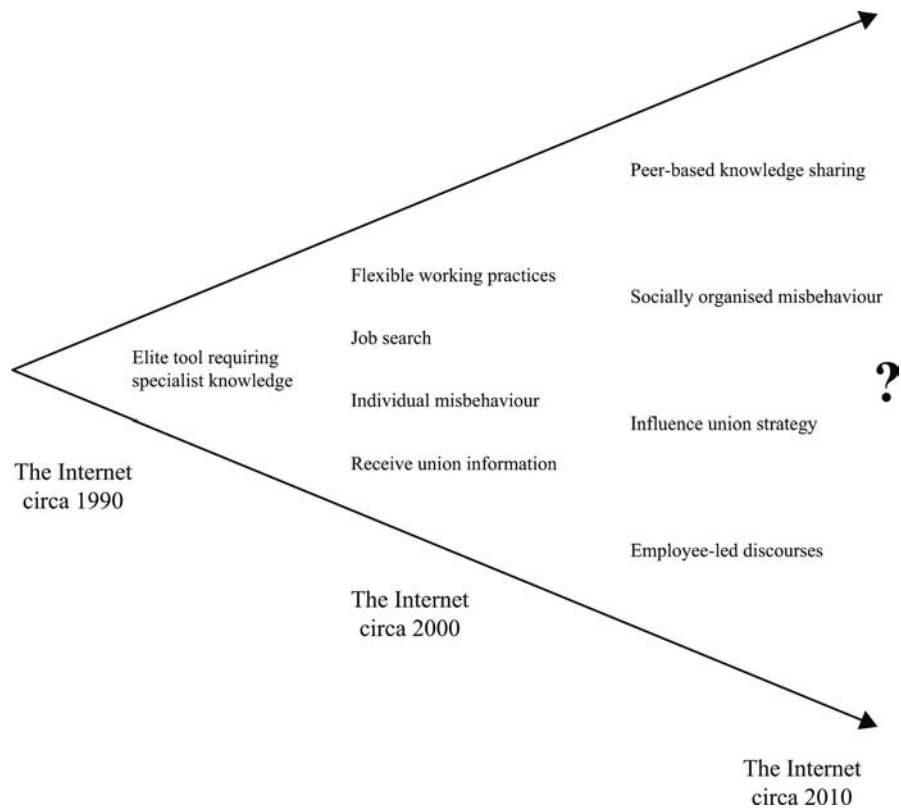 Peer-based knowledge sharing
Flexible working practices
Socially organised misbehaviour
Job search
Elite tool requiring
specialist knowledge
?
Individual misbehaviour
Influence union strategy
Receive union information
The Internet
circa 1990
Employee-led discourses
The Internet
circa 2000
The Internet
circa 2010